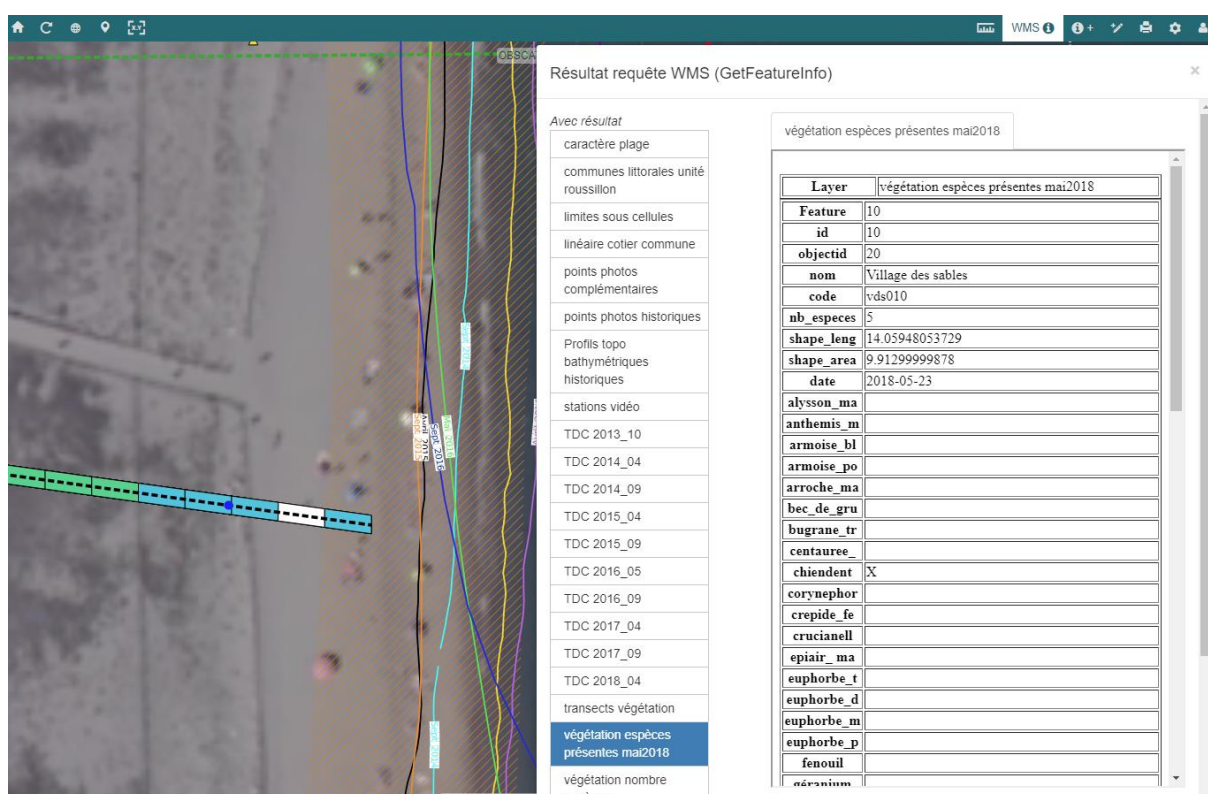 WMS
+
OBSCA
Résultat requête WMS (GetFeatureInfo)
×
Avec résultat
caractère plage
communes littorales unité
roussillon
limites sous cellules
linéaire cotier commune
points photos
complémentaires
points photos historiques
Profils topo
bathymétriques
historiques
stations vidéo
TDC 2013_10
TDC 2014_04
TDC 2014_09
TDC 2015_04
TDC 2015_09
TDC 2016_05
TDC 2016_09
TDC 2017_04
TDC 2017_09
TDC 2018_04
transects végétation
végétation espèces
présentes mai2018
végétation nombre
végétation espèces présentes mai2018
Layer végétation espèces présentes mai2018
Feature 10
id 10
objectid 20
nom Village des sables
code vds010
nb_especes 5
shape_leng 14.05948053729
shape_area 9.91299999878
date 2018-05-23
alysson_ma
anthemis_m
armoise_bl
armoise_po
arroche_ma
bec_de_gru
bugrane_tr
centauree_
chiendent X
corynephor
crepide_fe
crucianell
epiair_ma
euphorbe_t
euphorbe_d
euphorbe_m
euphorbe_p
fenouil
géranium
Sept 2015
Avril 2015
Sept 2016
Mai 2016